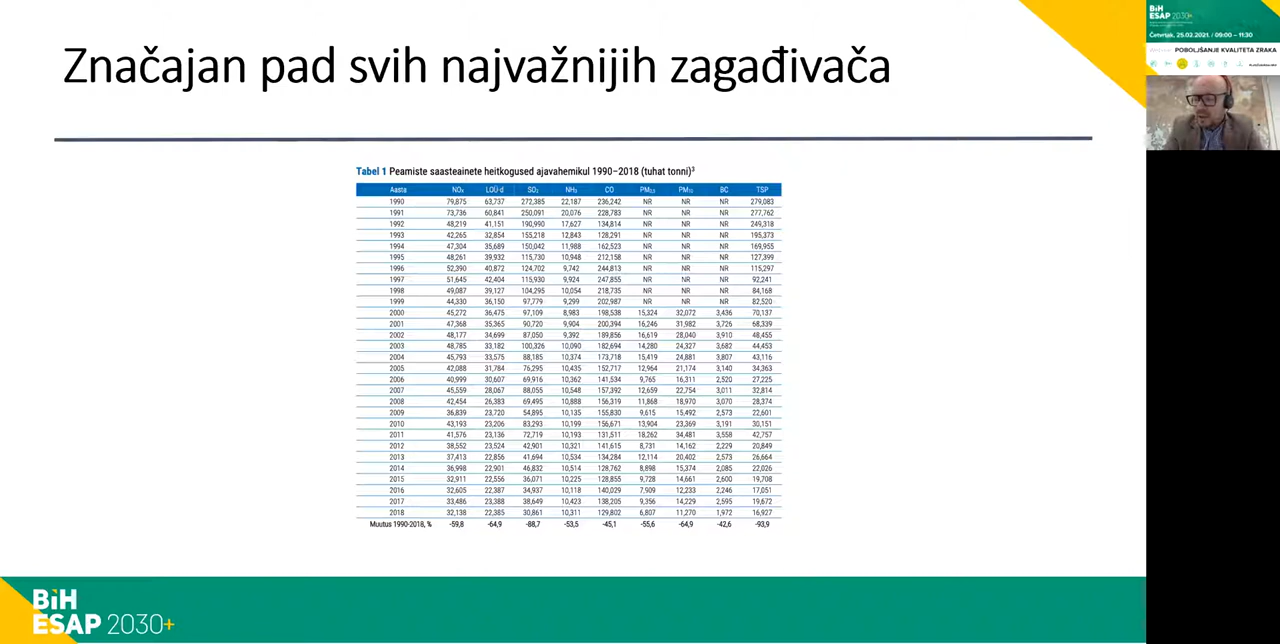 Značajan pad svih najvažnijih zagađivača
BiH
ESAP 2030+
Četvrtak, 25.02.2021. / 09:00 – 11:30
POBOLJŠANJE KVALITETA ZRAKA
Tabel 1 Peamiste saasteainete heitkogused ajavahemikul 1990–2018 (tuhat tonni)³
Aasta NOₓ LOÜ-d SO₂ NH₃ CO PM₂,₅ PM₁₀ BC TSP
1990 79,875 63,737 272,385 22,187 236,242 NR NR NR 279,083
1991 73,736 60,841 250,091 20,076 228,783 NR NR NR 277,762
1992 48,219 41,151 190,990 17,627 134,814 NR NR NR 249,318
1993 42,265 32,854 155,218 12,843 128,291 NR NR NR 195,373
1994 47,304 35,689 150,042 11,988 162,523 NR NR NR 169,955
1995 48,261 39,932 115,730 10,948 212,158 NR NR NR 127,399
1996 52,390 40,872 124,702 9,742 244,813 NR NR NR 115,297
1997 51,645 42,404 115,930 9,924 247,855 NR NR NR 92,241
1998 49,087 39,127 104,295 10,054 218,735 NR NR NR 84,168
1999 44,330 36,150 97,779 9,299 202,987 NR NR NR 82,520
2000 45,272 36,475 97,109 8,983 198,538 15,324 32,072 3,436 70,137
2001 47,368 35,365 90,720 9,904 200,394 16,246 31,982 3,726 68,339
2002 48,177 34,699 87,050 9,392 189,856 16,619 28,040 3,910 48,455
2003 48,785 33,182 100,326 10,090 182,694 14,280 24,327 3,682 44,453
2004 45,793 33,575 88,185 10,374 173,718 15,419 24,881 3,807 43,116
2005 42,088 31,784 76,295 10,435 152,717 12,964 21,174 3,140 34,363
2006 40,999 30,607 69,916 10,362 141,534 9,765 16,311 2,520 27,225
2007 45,559 28,067 88,055 10,548 157,392 12,659 22,754 3,011 32,814
2008 42,454 26,383 69,495 10,888 156,319 11,868 18,970 3,070 28,374
2009 36,839 23,720 54,895 10,135 155,830 9,615 15,492 2,573 22,601
2010 43,193 23,206 83,293 10,199 156,671 13,904 23,369 3,191 30,151
2011 41,576 23,136 72,719 10,193 131,511 18,262 34,481 3,558 42,757
2012 38,552 23,524 42,901 10,321 141,615 8,731 14,162 2,229 20,849
2013 37,413 22,856 41,694 10,534 134,284 12,114 20,402 2,573 26,664
2014 36,998 22,901 46,832 10,514 128,762 8,898 15,374 2,085 22,026
2015 32,911 22,556 36,071 10,225 128,855 9,728 14,661 2,600 19,708
2016 32,605 22,387 34,937 10,118 140,029 7,909 12,233 2,246 17,051
2017 33,486 23,388 38,649 10,423 138,205 9,356 14,229 2,595 19,672
2018 32,138 22,385 30,861 10,311 129,802 6,807 11,270 1,972 16,927
Muutus 1990-2018, % -59,8 -64,9 -88,7 -53,5 -45,1 -55,6 -64,9 -42,6 -93,9
BiH
ESAP 2030+